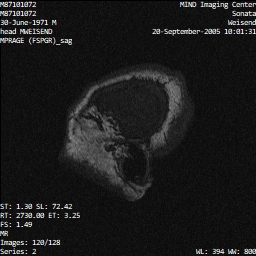 M87101072
MIND Imaging Center
M87101072
Sonata
30-June-1971 M
Weisend
head MWEISEND
20-September-2005 10:01:31
MPRAGE (FSPGR)_sag
ST: 1.30 SL: 72.42
RT: 2730.00 ET: 3.25
FS: 1.49
MR
Images: 120/128
Series: 2
WL: 394 WW: 800